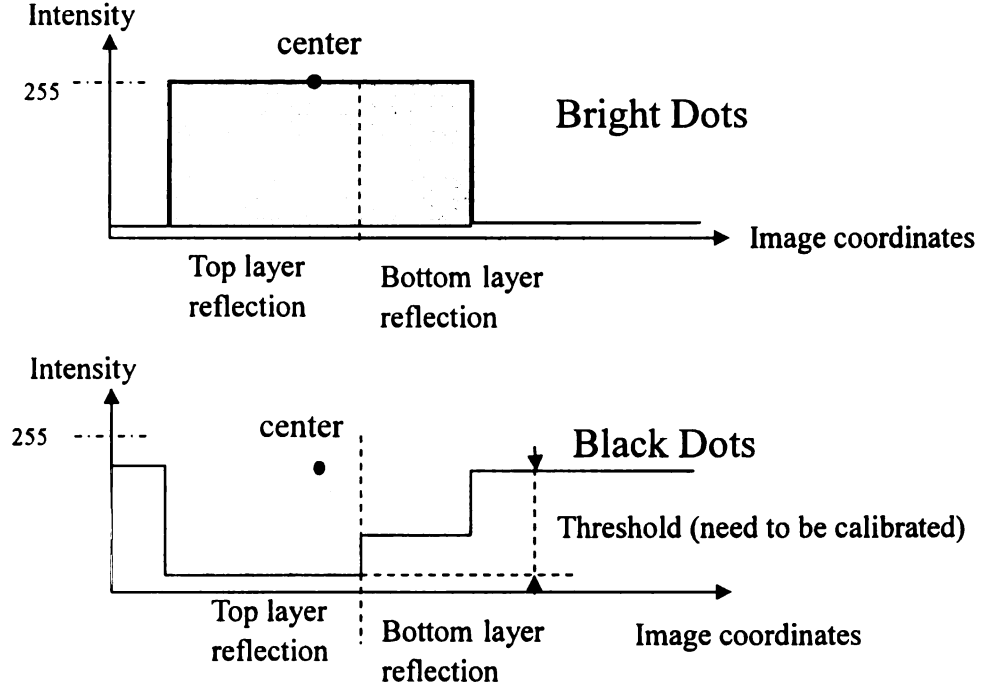 Intensity
center
255
Bright Dots
Image coordinates
Top layer
reflection
Bottom layer
reflection
Intensity
255
center
Black Dots
Threshold (need to be calibrated)
Top layer
reflection
Bottom layer
reflection
Image coordinates